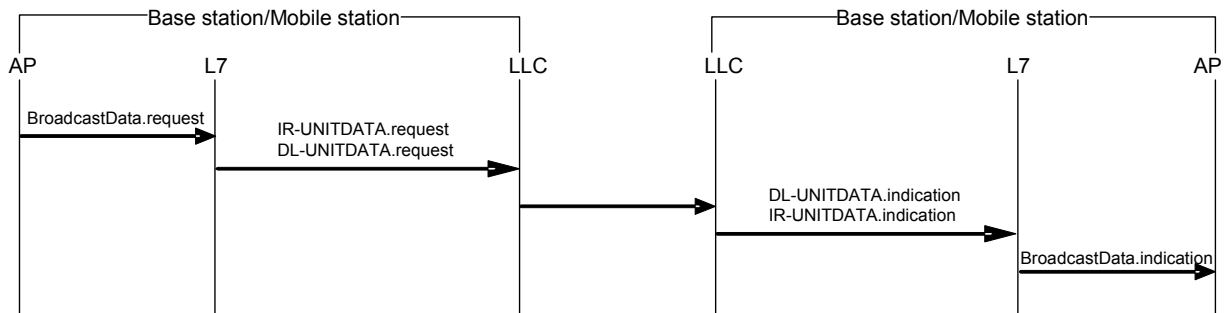 Base station/Mobile station
Base station/Mobile station
AP
L7
LLC
LLC
L7
AP
BroadcastData.request
IR-UNITDATA.request
DL-UNITDATA.request
DL-UNITDATA.indication
IR-UNITDATA.indication
BroadcastData.indication